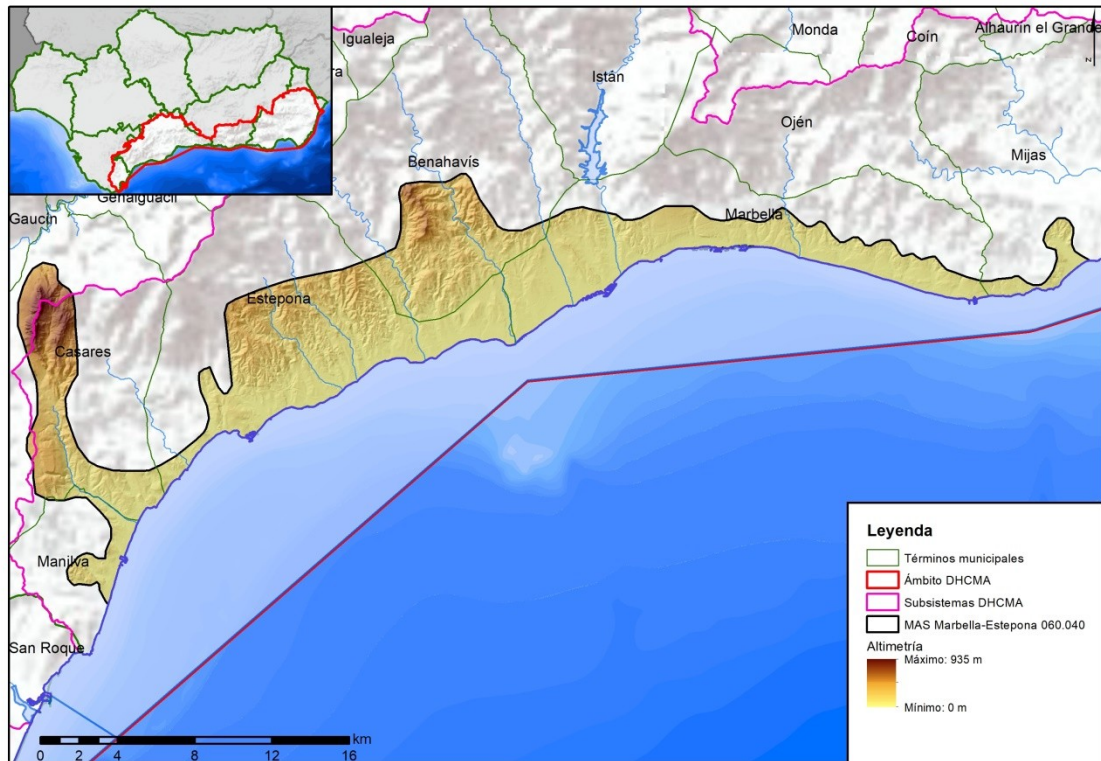 Igualeja
Monda
Coín
Alhaurín el Grande
Istán
Ojén
Mijas
Benahavís
Genalguacil
Gaucín
Marbella
Estepona
Casares
Manilva
San Roque
km
0 2 4 8 12 16
Leyenda
Términos municipales
Ámbito DHCMA
Subsistemas DHCMA
MAS Marbella-Estepona 060.040
Altimetría
Máximo: 935 m
Mínimo: 0 m